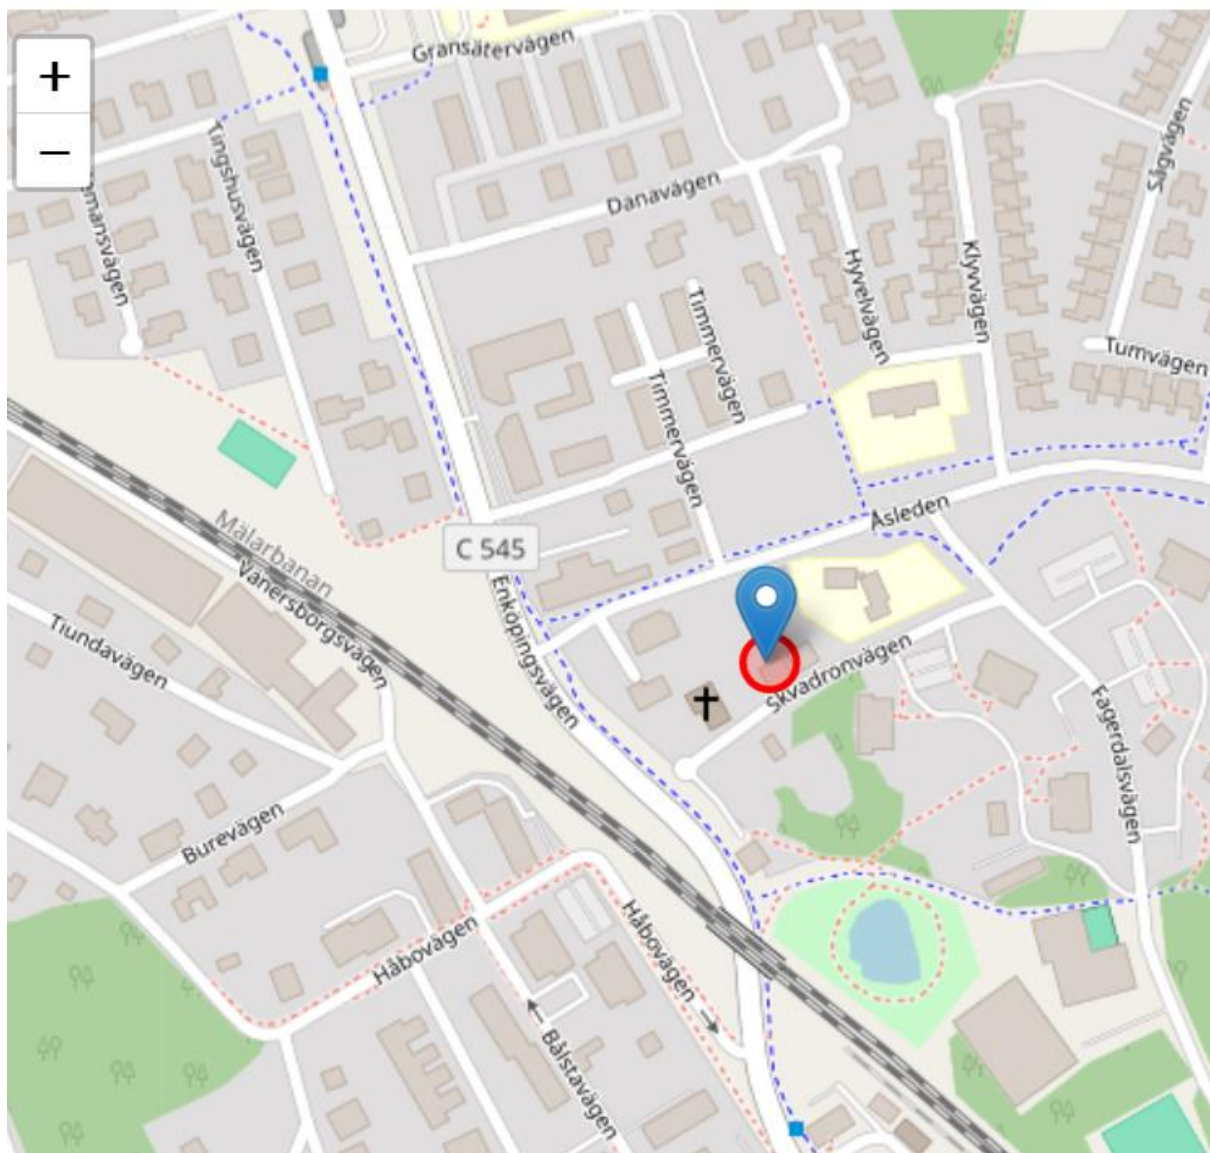 +
−
Gransätervägen
Tingshusvägen
mansvägen
Danavägen
Sågvägen
Hyvelvägen
Klyvvägen
Timmervägen
Timmervägen
Tumvägen
Mälarbanan
Vänersborgsvägen
C 545
Åsleden
Enköpingsvägen
Tiundavägen
Skvadronvägen
Fagerdalsvägen
Burevägen
Håbovägen
Håbovägen
Bålstavägen